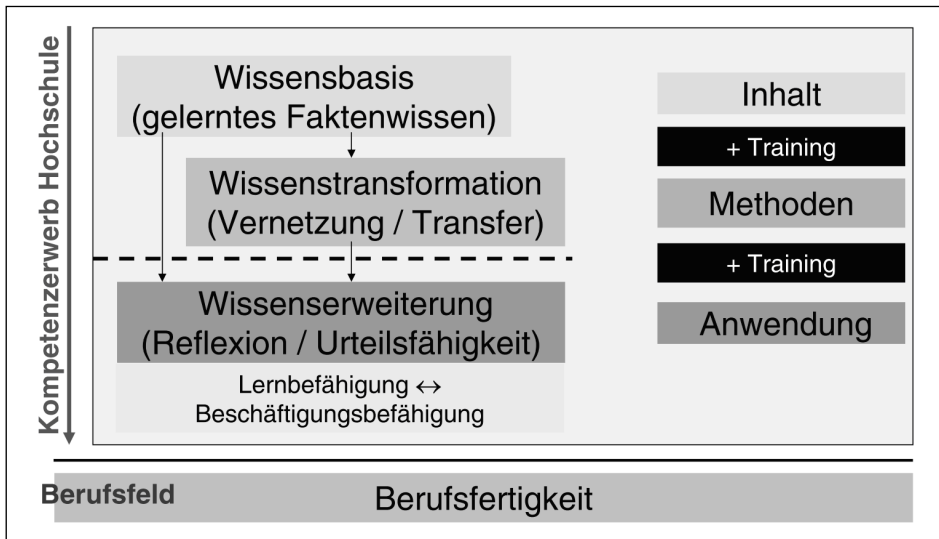 Kompetenzerwerb Hochschule
Wissensbasis
(gelerntes Faktenwissen)
Wissenstransformation
(Vernetzung / Transfer)
Wissenserweiterung
(Reflexion / Urteilsfähigkeit)
Lernbefähigung ↔
Beschäftigungsbefähigung
Inhalt
+ Training
Methoden
+ Training
Anwendung
Berufsfeld
Berufsfertigkeit